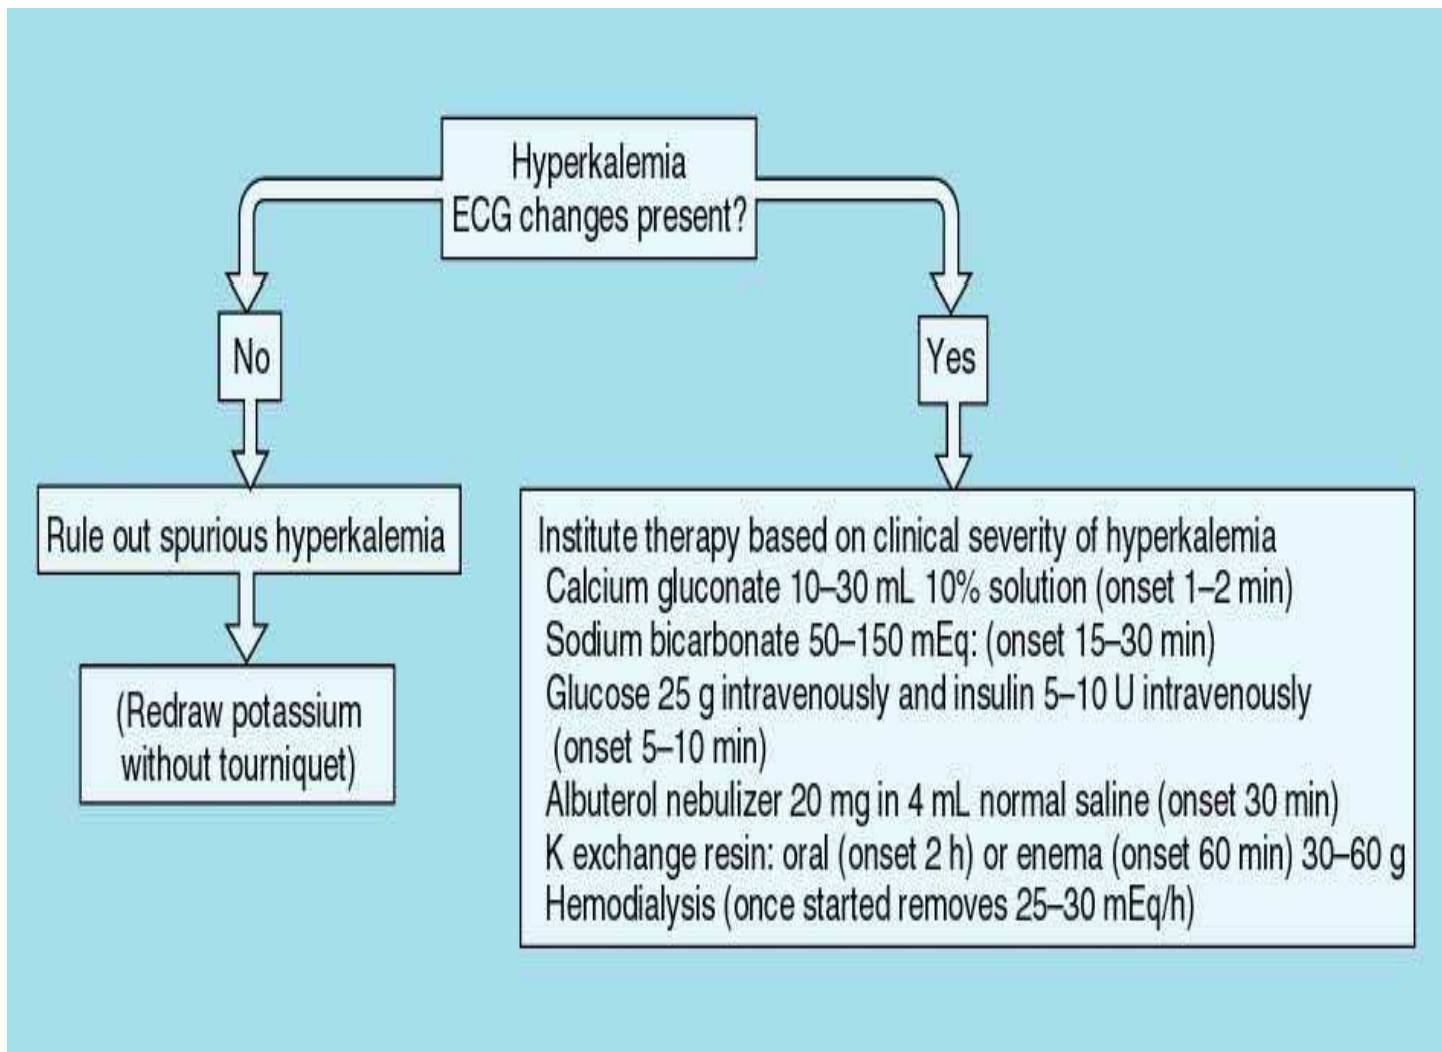 Hyperkalemia
ECG changes present?
No
Yes
Rule out spurious hyperkalemia
(Redraw potassium
without tourniquet)
Institute therapy based on clinical severity of hyperkalemia
Calcium gluconate 10–30 mL 10% solution (onset 1–2 min)
Sodium bicarbonate 50–150 mEq: (onset 15–30 min)
Glucose 25 g intravenously and insulin 5–10 U intravenously
(onset 5–10 min)
Albuterol nebulizer 20 mg in 4 mL normal saline (onset 30 min)
K exchange resin: oral (onset 2 h) or enema (onset 60 min) 30–60 g
Hemodialysis (once started removes 25–30 mEq/h)